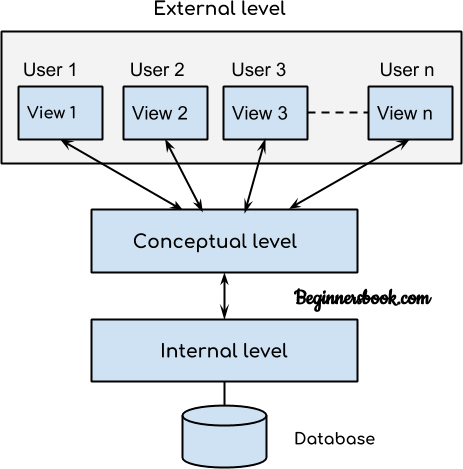 External level
User 1 User 2 User 3 User n
View 1 View 2 View 3 View n
Conceptual level
Beginnersbook.com
Internal level
Database